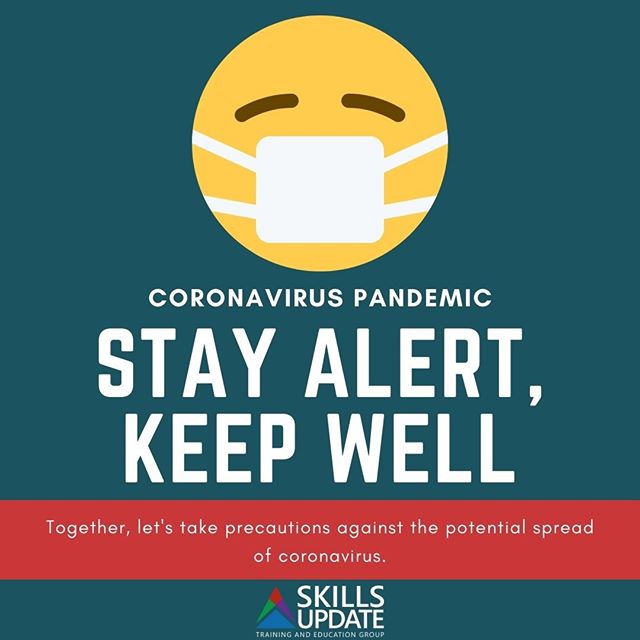 CORONAVIRUS PANDEMIC
STAY ALERT,
KEEP WELL
Together, let's take precautions against the potential spread
of coronavirus.
SKILLS
UPDATE
TRAINING AND EDUCATION GROUP